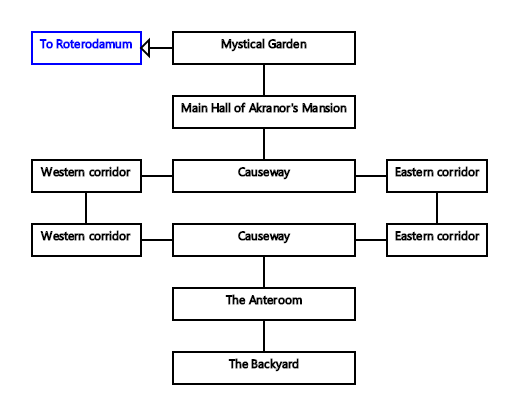 To Roterodamum
Mystical Garden
Main Hall of Akranor's Mansion
Western corridor
Causeway
Eastern corridor
Western corridor
Causeway
Eastern corridor
The Anteroom
The Backyard